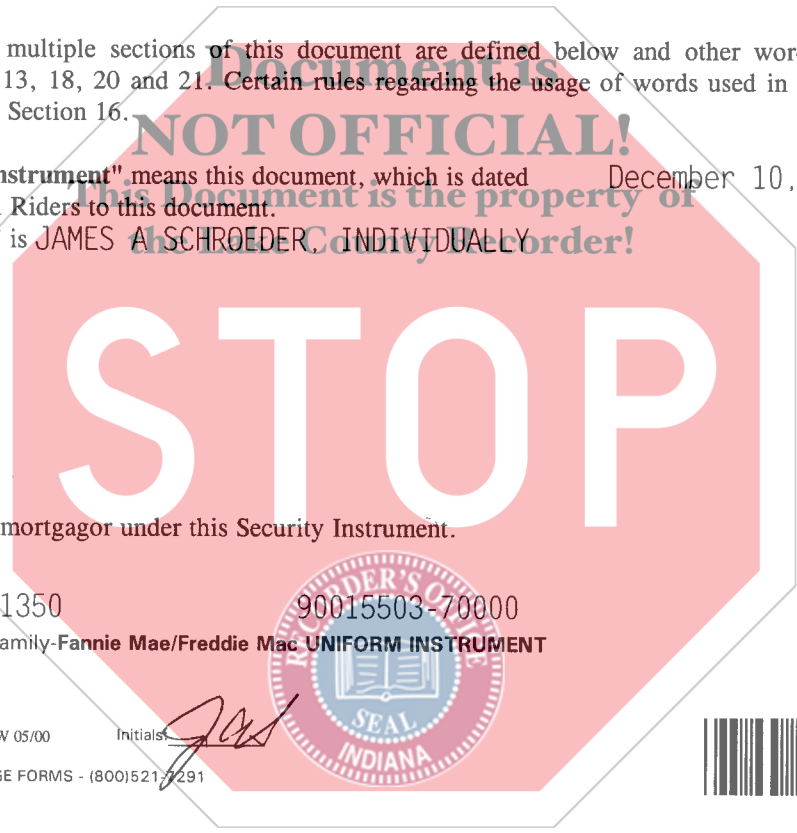 multiple sections of this document are defined below and other wor
Document is
13, 18, 20 and 21. Certain rules regarding the usage of words used in
Section 16.
NOT OFFICIAL!
nstrument" means this document, which is dated December 10,
This Document is the property of
Riders to this document.
is JAMES A SCHROEDER, INDIVIDUALLY
the Lake County Recorder!
STOP
mortgagor under this Security Instrument.
1350 90015503-70000
amily-Fannie Mae/Freddie Mac UNIFORM INSTRUMENT
RECORDER'S OFFICE
SEAL
INDIANA
W 05/00 Initials: JAS
GE FORMS - (800)521-7291